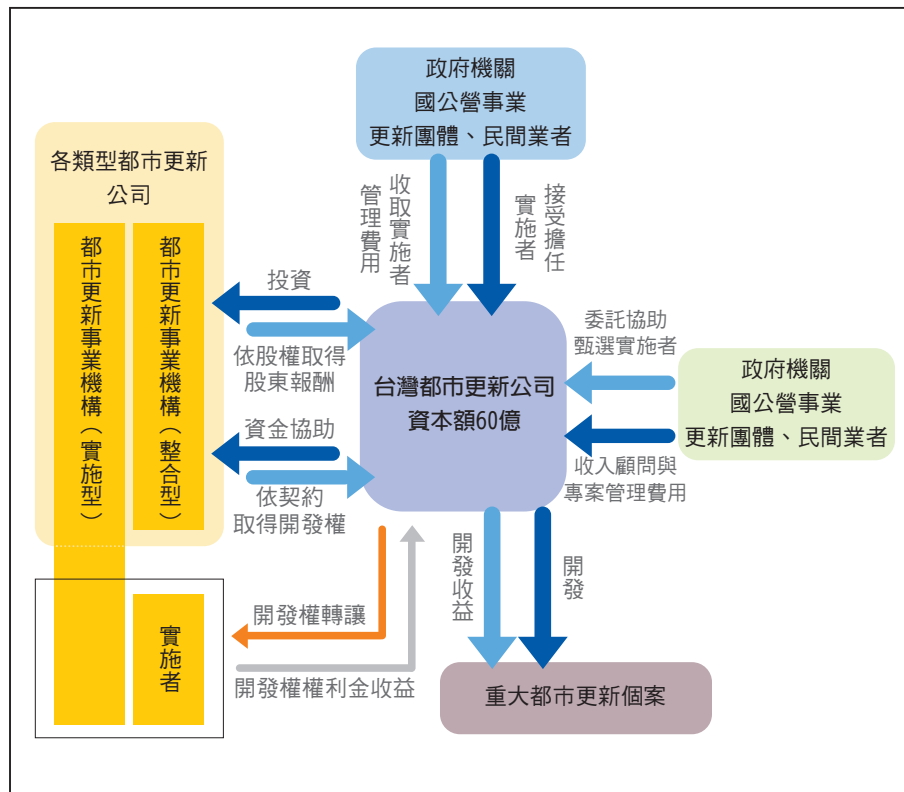 政府機關
國公營事業
更新團體、民間業者
各類型都市更新
公司
都市更新事業機構（實施型）
都市更新事業機構（整合型）
收取實施者
管理費用
接受擔任
實施者
投資
依股權取得
股東報酬
資金協助
依契約
取得開發權
台灣都市更新公司
資本額60億
委託協助
甄選實施者
收入顧問與
專案管理費用
政府機關
國公營事業
更新團體、民間業者
開發收益
開發
開發權轉讓
開發權權利金收益
實施者
重大都市更新個案